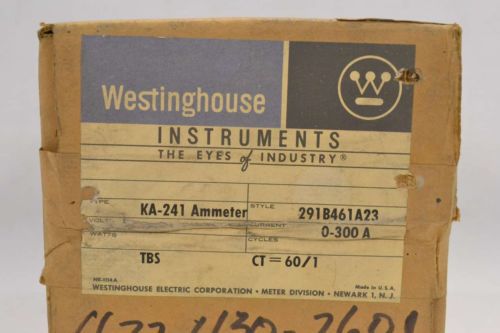 Westinghouse
W
INSTRUMENTS
THE EYES of INDUSTRY®
TYPE KA-241 Ammeter STYLE 291B461A23
VOLTS CURRENT 0-300 A
WATTS CYCLES
TBS CT = 60/1
Made in U.S.A.
WESTINGHOUSE ELECTRIC CORPORATION • METER DIVISION • NEWARK 1, N. J.